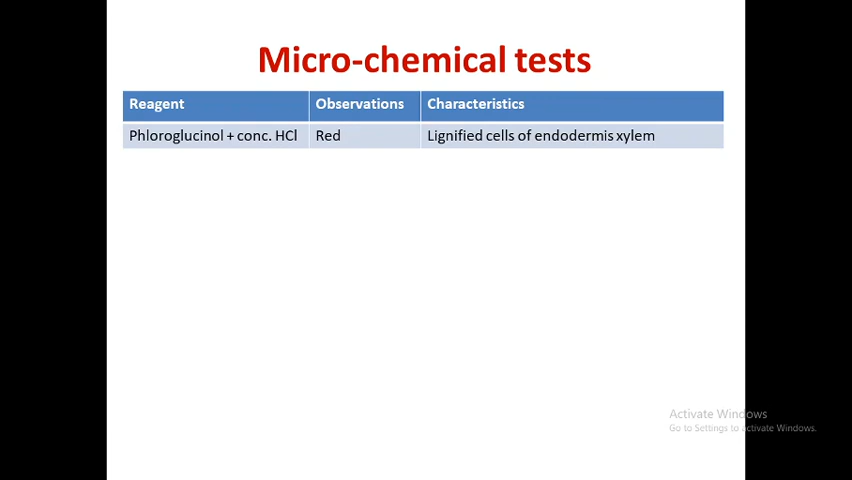 Micro-chemical tests
Reagent Observations Characteristics
Phloroglucinol + conc. HCl Red Lignified cells of endodermis xylem
Activate Windows
Go to Settings to activate Windows.